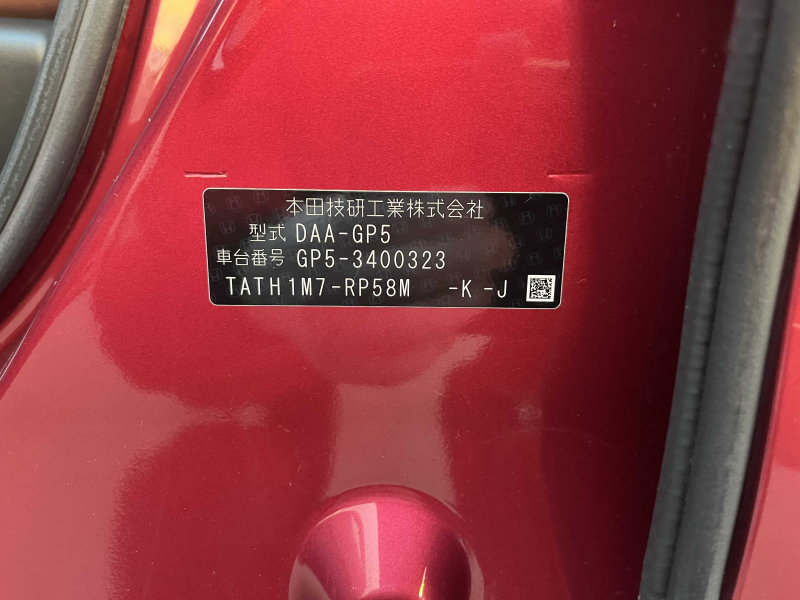 本田技研工業株式会社
型式 DAA-GP5
車台番号 GP5-3400323
TATH1M7-RP58M -K -J